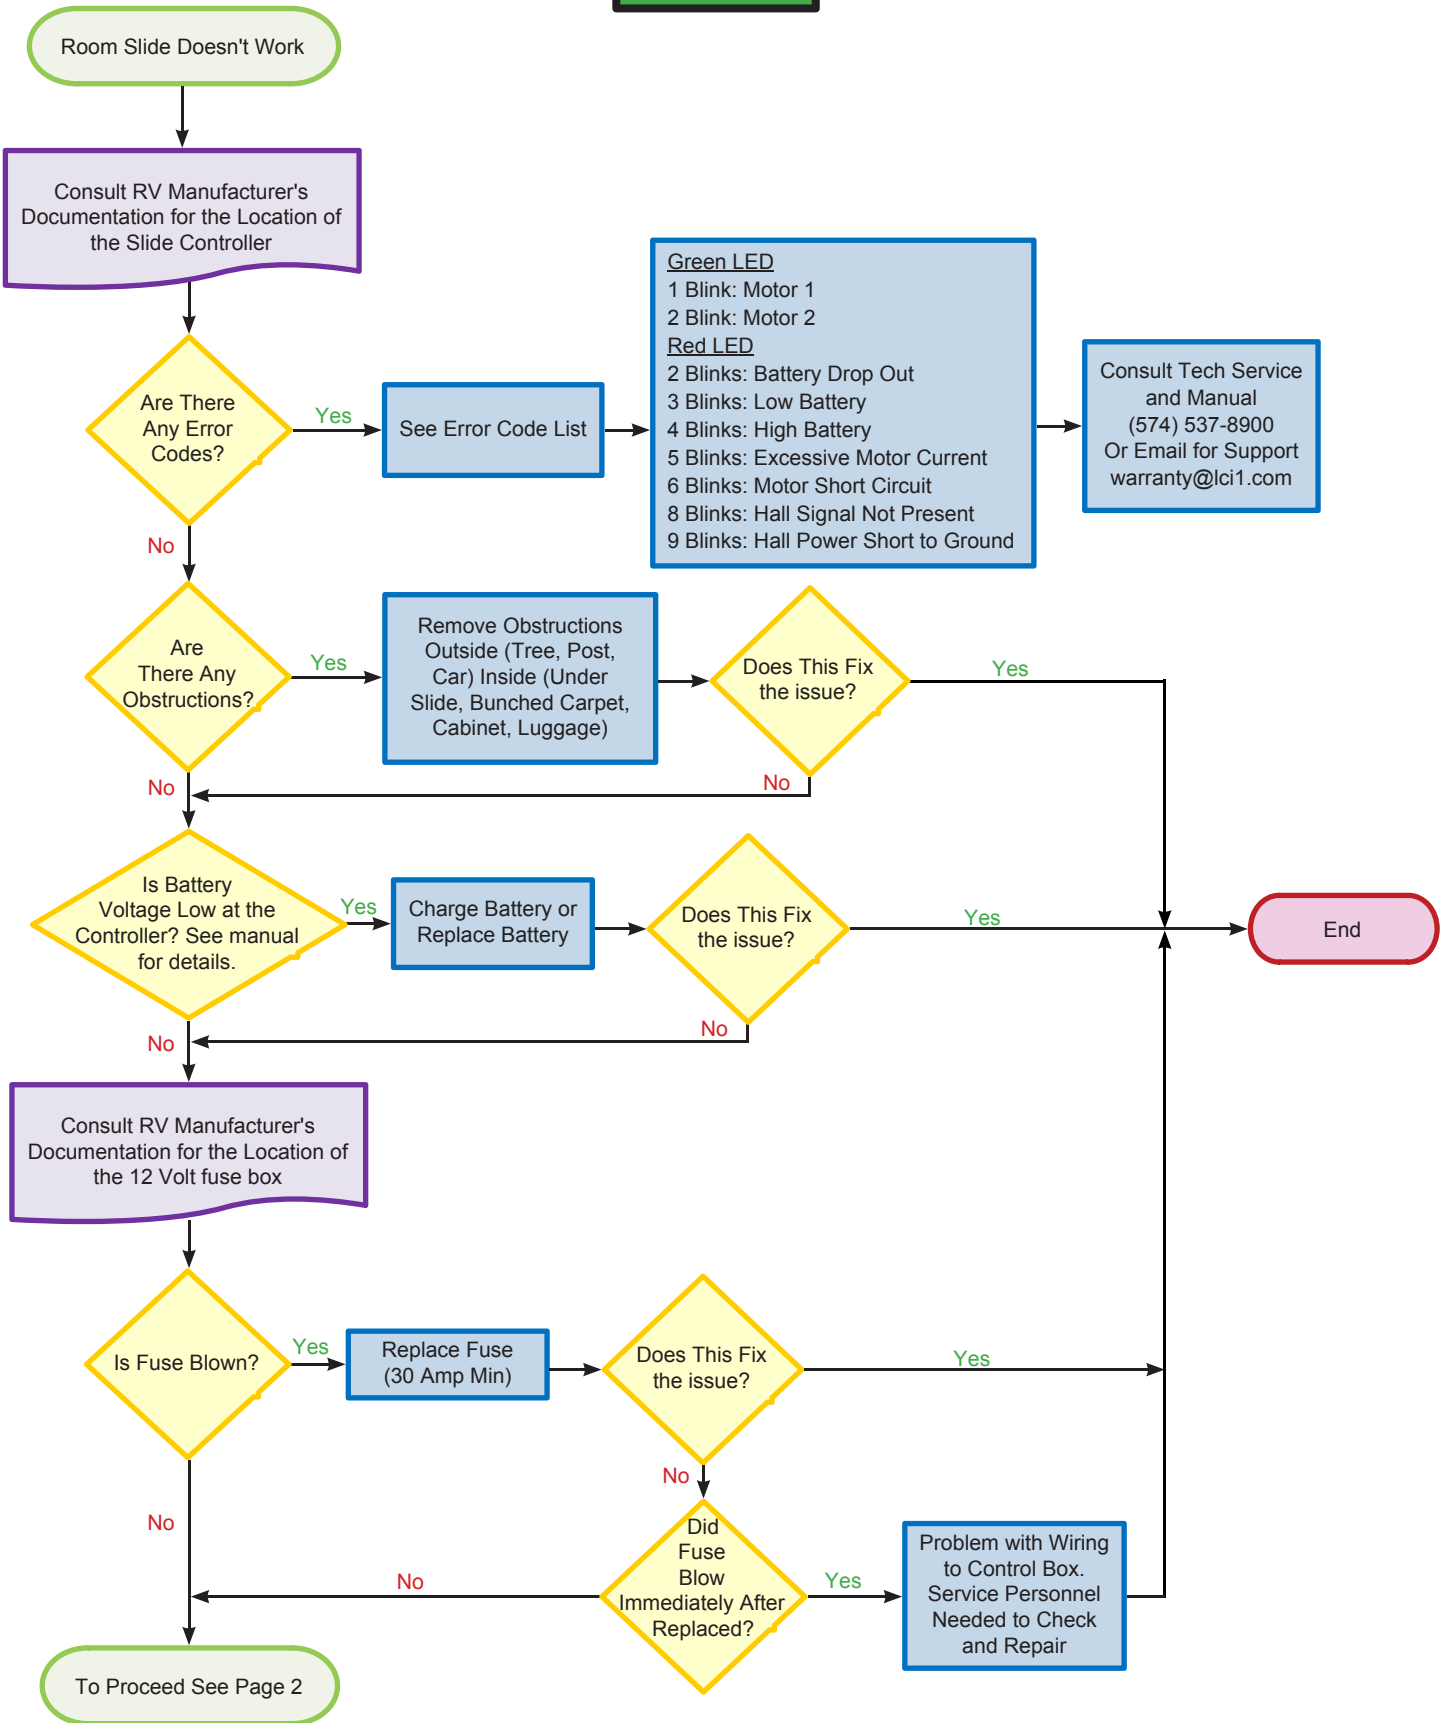 Room Slide Doesn't Work
Consult RV Manufacturer's
Documentation for the Location of
the Slide Controller
Are There
Any Error
Codes?
Yes
See Error Code List
Green LED
1 Blink: Motor 1
2 Blink: Motor 2
Red LED
2 Blinks: Battery Drop Out
3 Blinks: Low Battery
4 Blinks: High Battery
5 Blinks: Excessive Motor Current
6 Blinks: Motor Short Circuit
8 Blinks: Hall Signal Not Present
9 Blinks: Hall Power Short to Ground
Consult Tech Service
and Manual
(574) 537-8900
Or Email for Support
warranty@lci1.com
No
Are
There Any
Obstructions?
Yes
Remove Obstructions
Outside (Tree, Post,
Car) Inside (Under
Slide, Bunched Carpet,
Cabinet, Luggage)
Does This Fix
the issue?
Yes
No
No
Is Battery
Voltage Low at the
Controller? See manual
for details.
Yes
Charge Battery or
Replace Battery
Does This Fix
the issue?
Yes
End
No
No
Consult RV Manufacturer's
Documentation for the Location of
the 12 Volt fuse box
Is Fuse Blown?
Yes
Replace Fuse
(30 Amp Min)
Does This Fix
the issue?
Yes
No
No
Did
Fuse
Blow
Immediately After
Replaced?
No
Yes
Problem with Wiring
to Control Box.
Service Personnel
Needed to Check
and Repair
To Proceed See Page 2